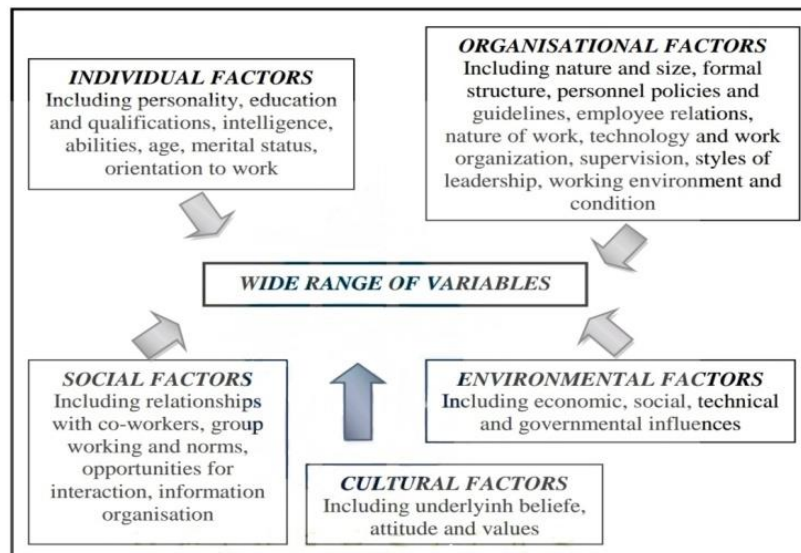 INDIVIDUAL FACTORS
Including personality, education
and qualifications, intelligence,
abilities, age, merital status,
orientation to work
ORGANISATIONAL FACTORS
Including nature and size, formal
structure, personnel policies and
guidelines, employee relations,
nature of work, technology and work
organization, supervision, styles of
leadership, working environment and
condition
WIDE RANGE OF VARIABLES
SOCIAL FACTORS
Including relationships
with co-workers, group
working and norms,
opportunities for
interaction, information
organisation
ENVIRONMENTAL FACTORS
Including economic, social, technical
and governmental influences
CULTURAL FACTORS
Including underlyinh beliefe,
attitude and values